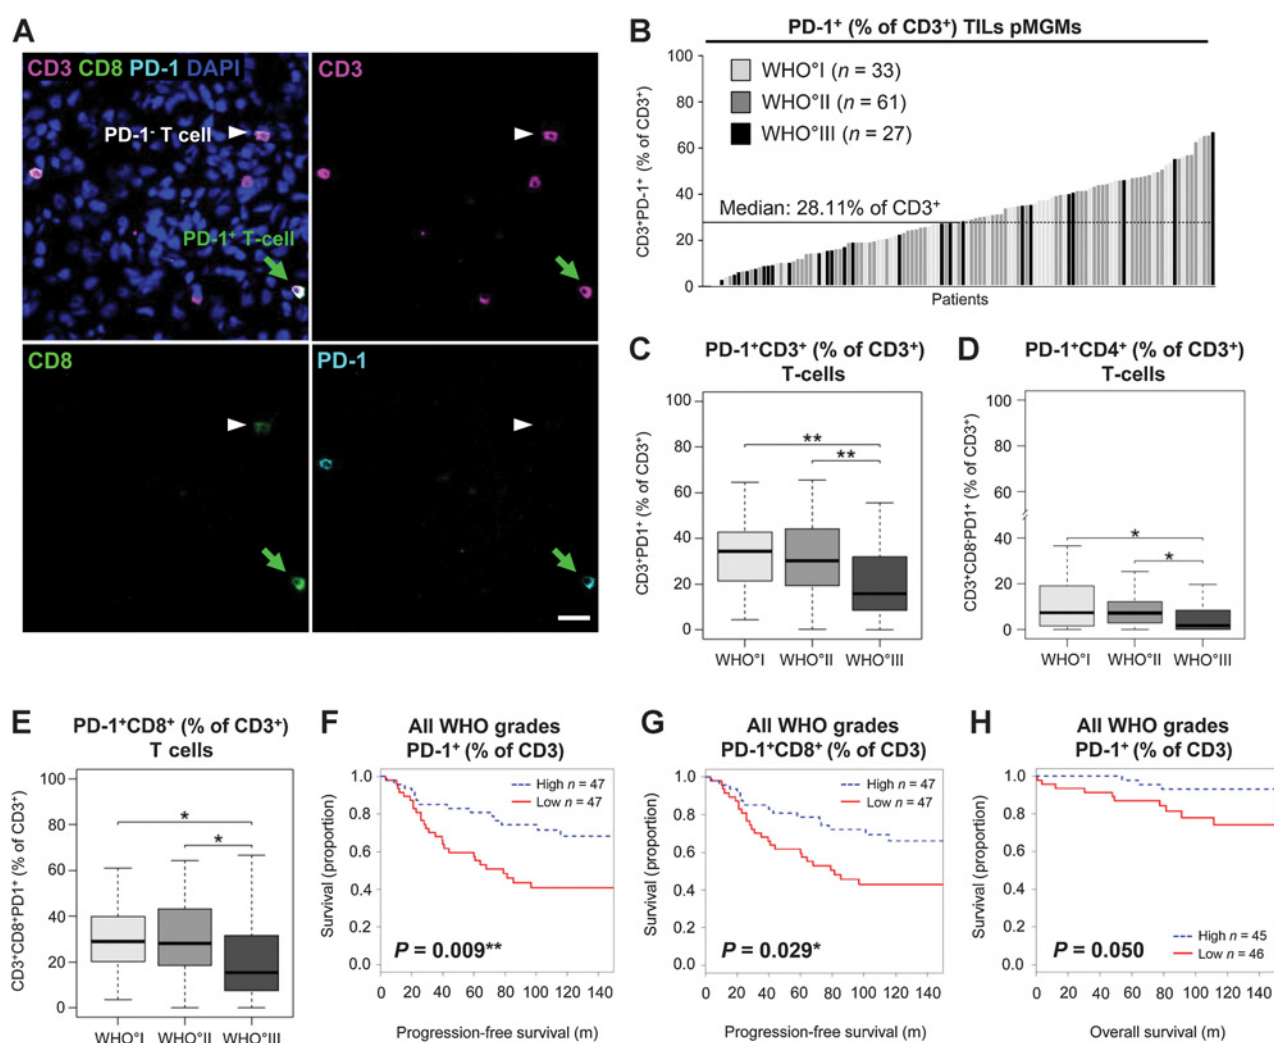 A
CD3 CD8 PD-1 DAPI
PD-1⁻ T cell
PD-1⁺ T-cell
CD3
CD8
PD-1
B
PD-1⁺ (% of CD3⁺) TILs pMGMs
CD3⁺PD-1⁺ (% of CD3⁺)
100
80
60
40
20
0
WHO°I (n = 33)
WHO°II (n = 61)
WHO°III (n = 27)
Median: 28.11% of CD3⁺
Patients
C
PD-1⁺CD3⁺ (% of CD3⁺)
T-cells
CD3⁺PD1⁺ (% of CD3⁺)
100
80
60
40
20
0
**
**
WHO°I WHO°II WHO°III
D
PD-1⁺CD4⁺ (% of CD3⁺)
T-cells
CD3⁺CD8⁻PD1⁺ (% of CD3⁺)
100
80
60
40
20
0
*
*
WHO°I WHO°II WHO°III
E
PD-1⁺CD8⁺ (% of CD3⁺)
T cells
CD3⁺CD8⁺PD1⁺ (% of CD3⁺)
100
80
60
40
20
0
*
*
WHO°I WHO°II WHO°III
F
All WHO grades
PD-1⁺ (% of CD3)
Survival (proportion)
1.0
0.8
0.6
0.4
0.2
0.0
High n = 47
Low n = 47
P = 0.009**
0 20 40 60 80 100 120 140
Progression-free survival (m)
G
All WHO grades
PD-1⁺CD8⁺ (% of CD3)
Survival (proportion)
1.0
0.8
0.6
0.4
0.2
0.0
High n = 47
Low n = 47
P = 0.029*
0 20 40 60 80 100 120 140
Progression-free survival (m)
H
All WHO grades
PD-1⁺ (% of CD3)
Survival (proportion)
1.0
0.8
0.6
0.4
0.2
0.0
P = 0.050
High n = 45
Low n = 46
0 20 40 60 80 100 120 140
Overall survival (m)